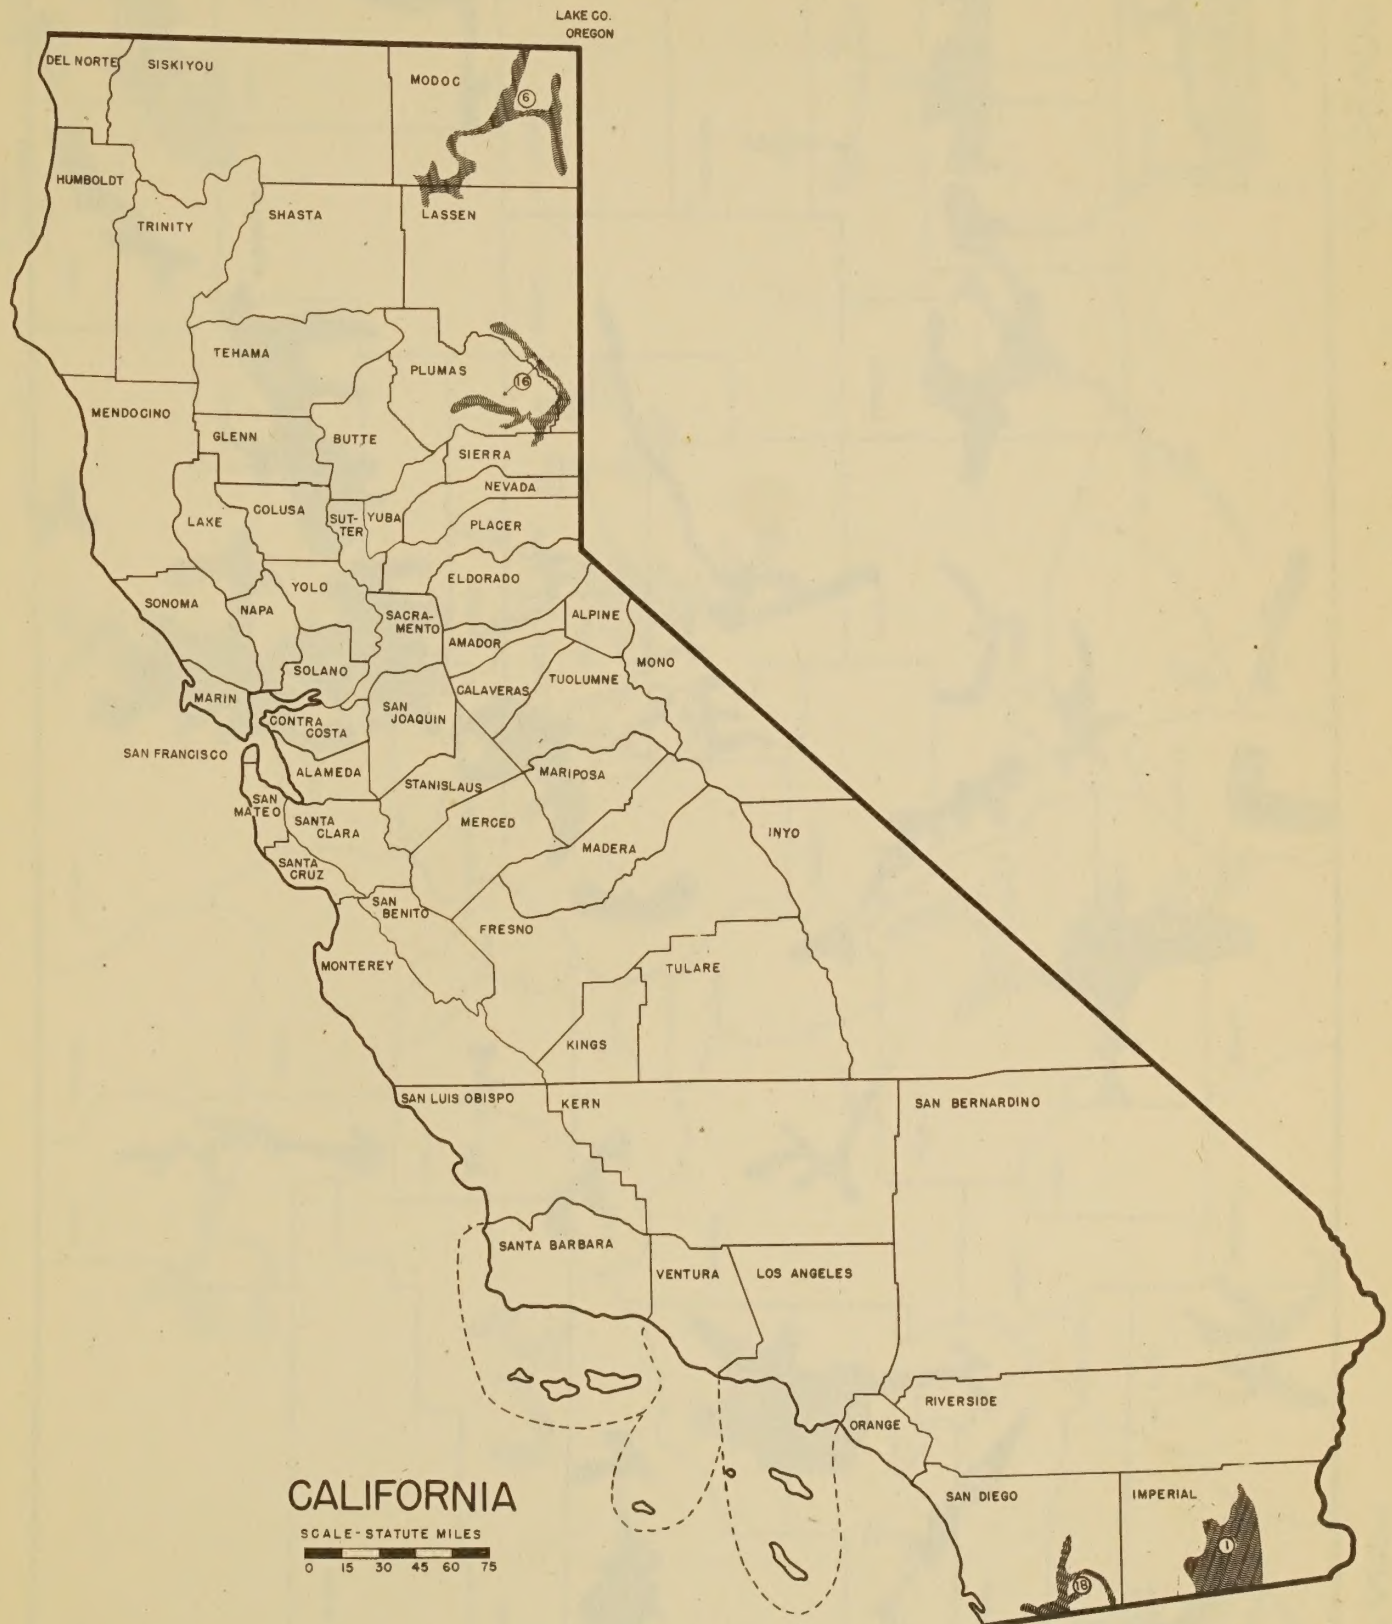 LAKE CO.
OREGON
DEL NORTE
SISKIYOU
MODOC
6
HUMBOLDT
TRINITY
SHASTA
LASSEN
TEHAMA
PLUMAS
16
MENDOCINO
GLENN
BUTTE
SIERRA
NEVADA
LAKE
COLUSA
SUT-
TER
YUBA
PLACER
ELDORADO
YOLO
SONOMA
NAPA
SACRA-
MENTO
ALPINE
AMADOR
MONO
SOLANO
TUOLUMNE
MARIN
CALAVERAS
SAN
JOAQUIN
CONTRA
COSTA
SAN FRANCISCO
ALAMEDA
STANISLAUS
MARIPOSA
SAN
MATEO
SANTA
CLARA
MERCED
INYO
MADERA
SANTA
CRUZ
SAN
BENITO
FRESNO
MONTEREY
TULARE
KINGS
SAN LUIS OBISPO
KERN
SAN BERNARDINO
SANTA BARBARA
VENTURA
LOS ANGELES
RIVERSIDE
ORANGE
SAN DIEGO
IMPERIAL
1
18
CALIFORNIA
SCALE-STATUTE MILES
0 15 30 45 60 75